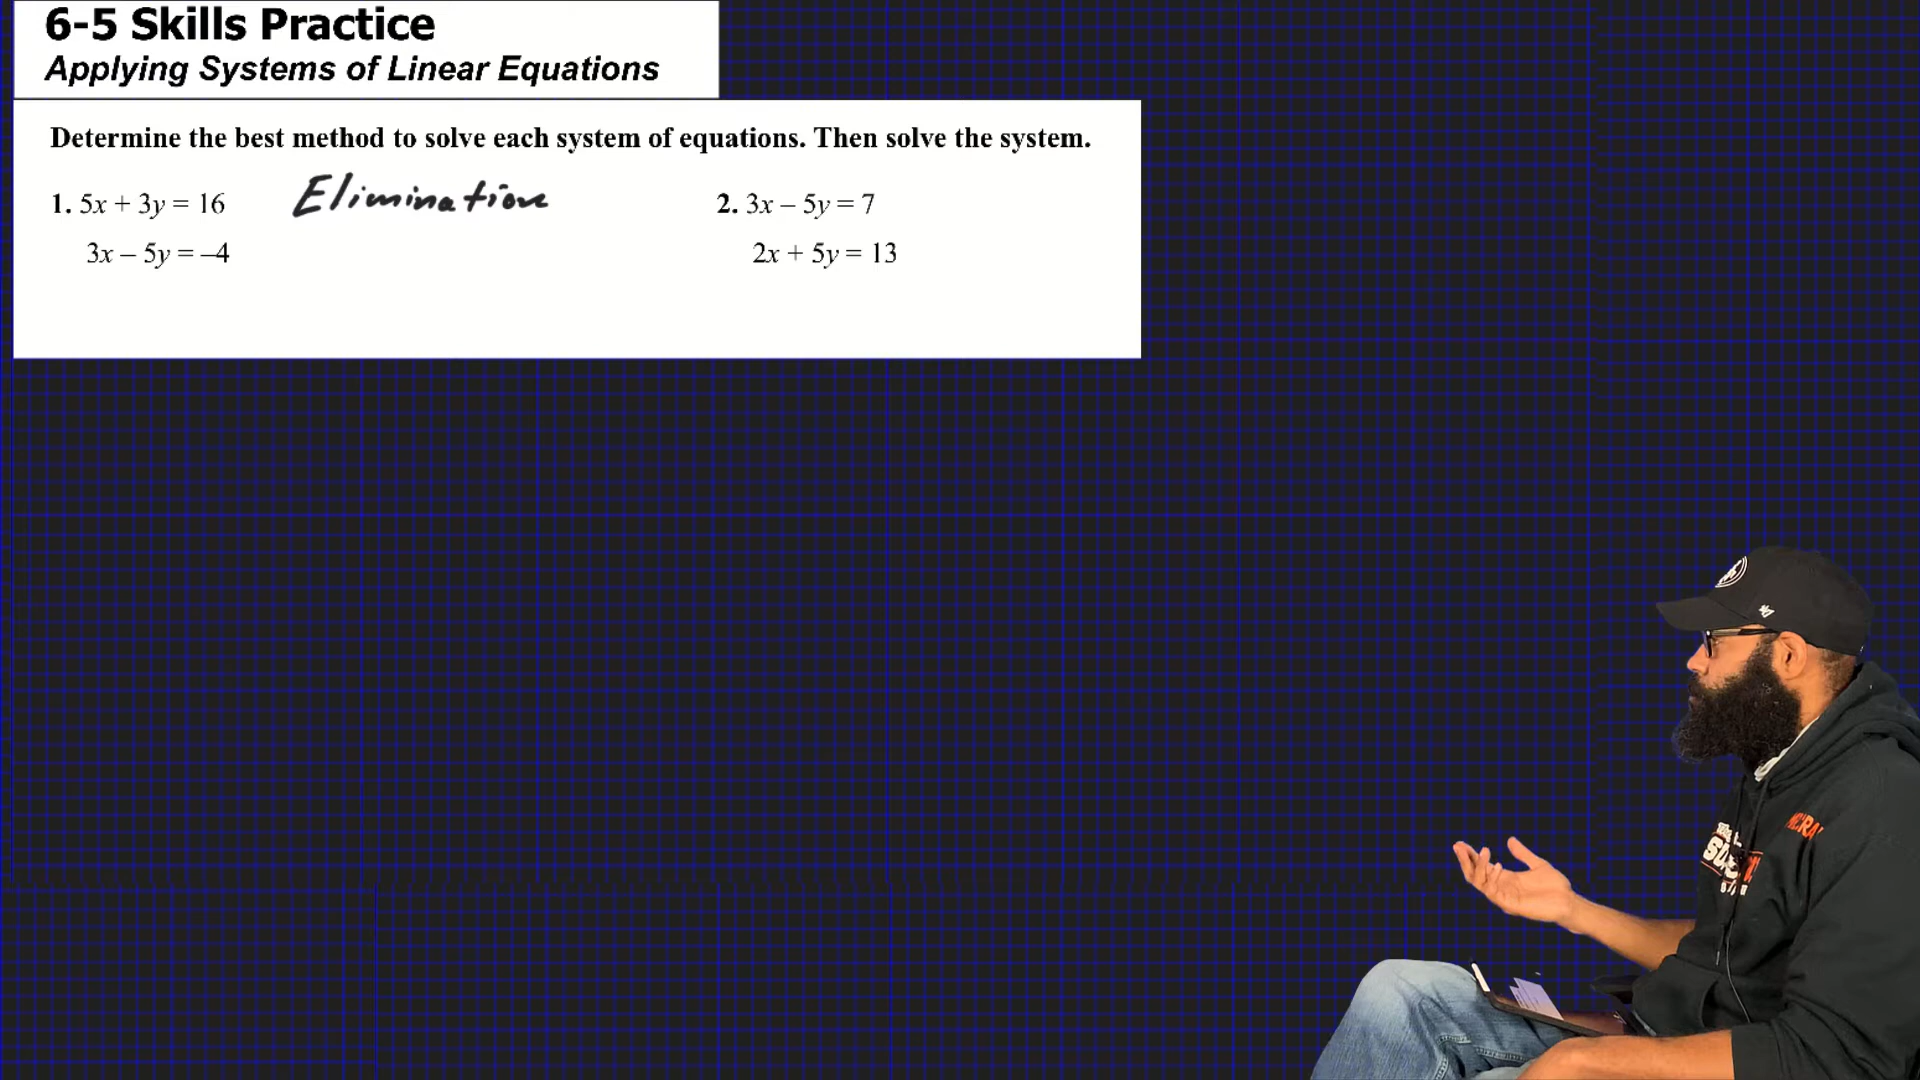 6-5 Skills Practice
Applying Systems of Linear Equations
Determine the best method to solve each system of equations. Then solve the system.
1. 5x + 3y = 16 Elimination
3x – 5y = –4
2. 3x – 5y = 7
2x + 5y = 13